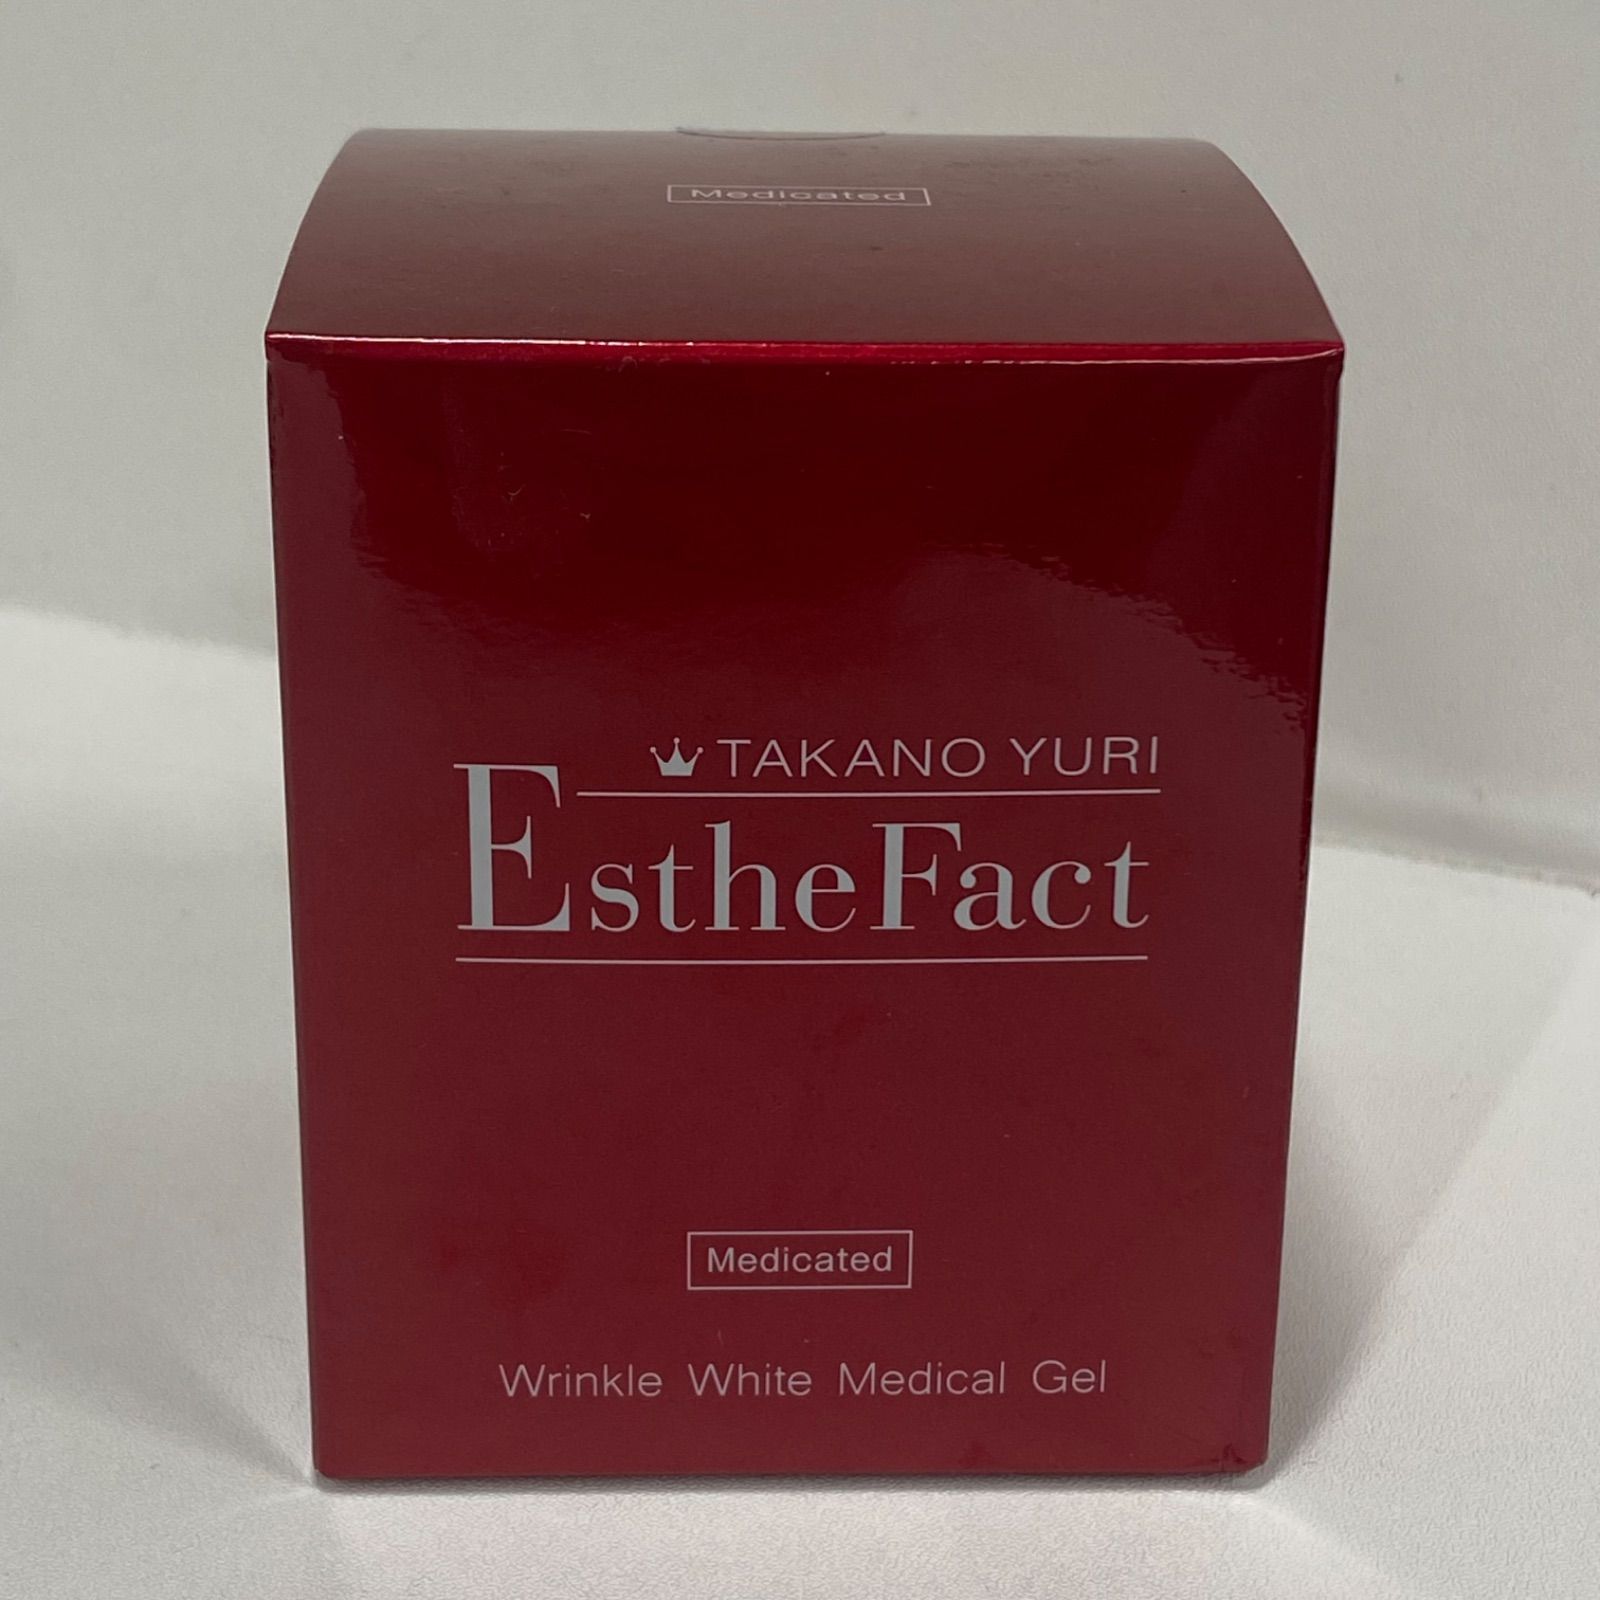 Medicated
TAKANO YURI
EstheFact
Medicated
Wrinkle White Medical Gel